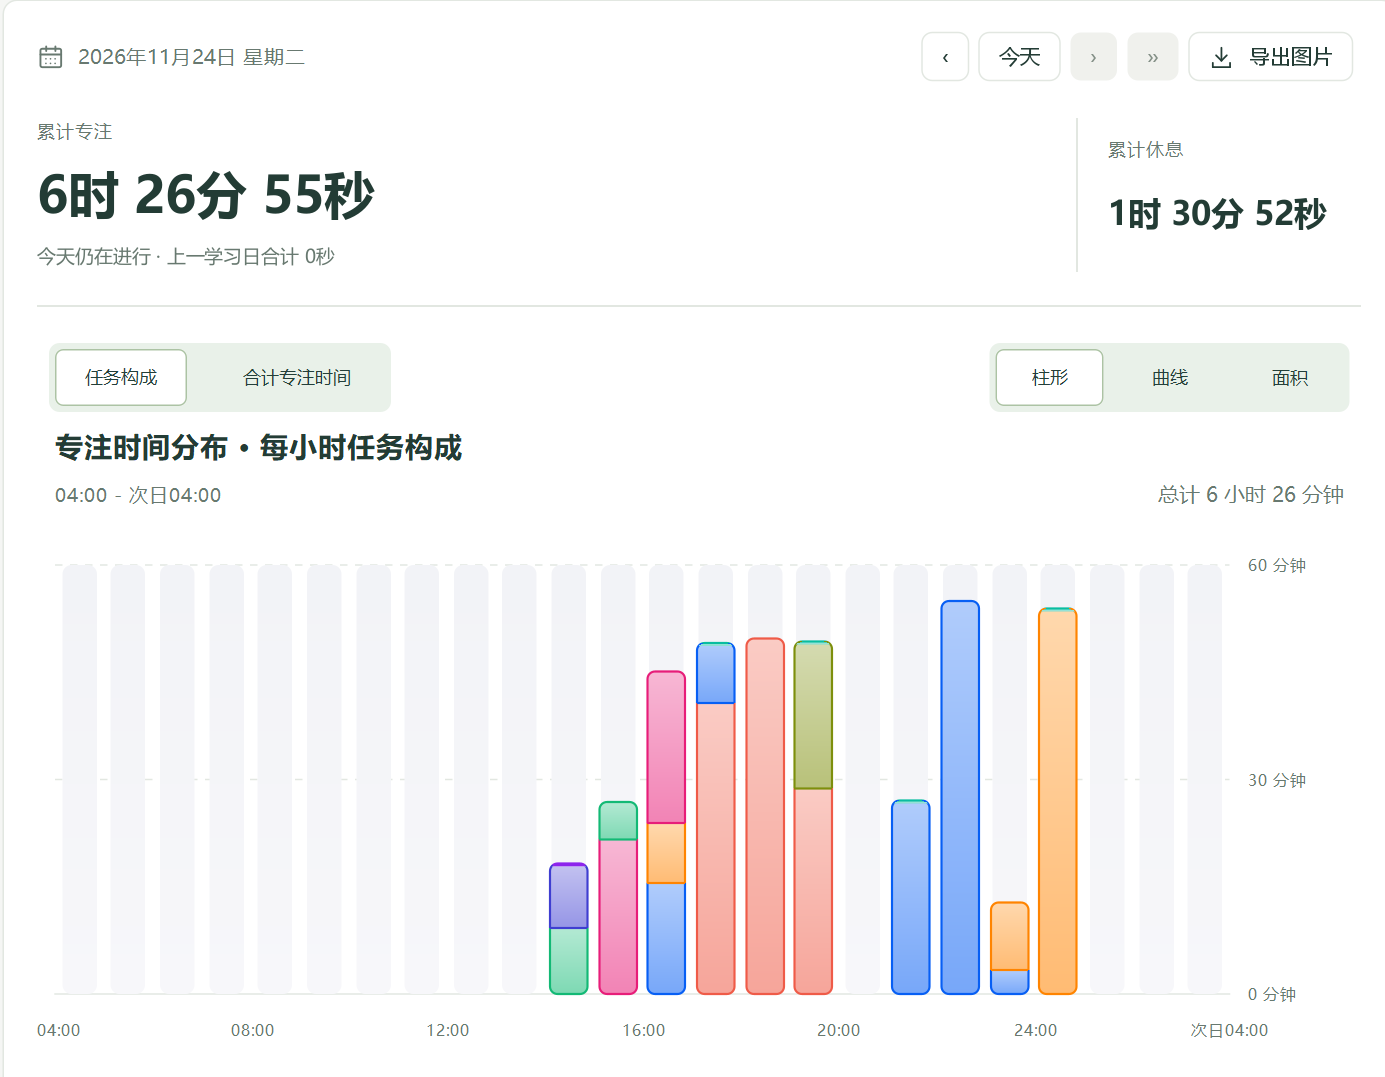 2026年11月24日 星期二
‹
今天
›
»
导出图片
累计专注
6时 26分 55秒
今天仍在进行 · 上一学习日合计 0秒
累计休息
1时 30分 52秒
任务构成
合计专注时间
柱形
曲线
面积
专注时间分布 • 每小时任务构成
04:00 - 次日04:00
总计 6 小时 26 分钟
60 分钟
30 分钟
0 分钟
04:00
08:00
12:00
16:00
20:00
24:00
次日04:00